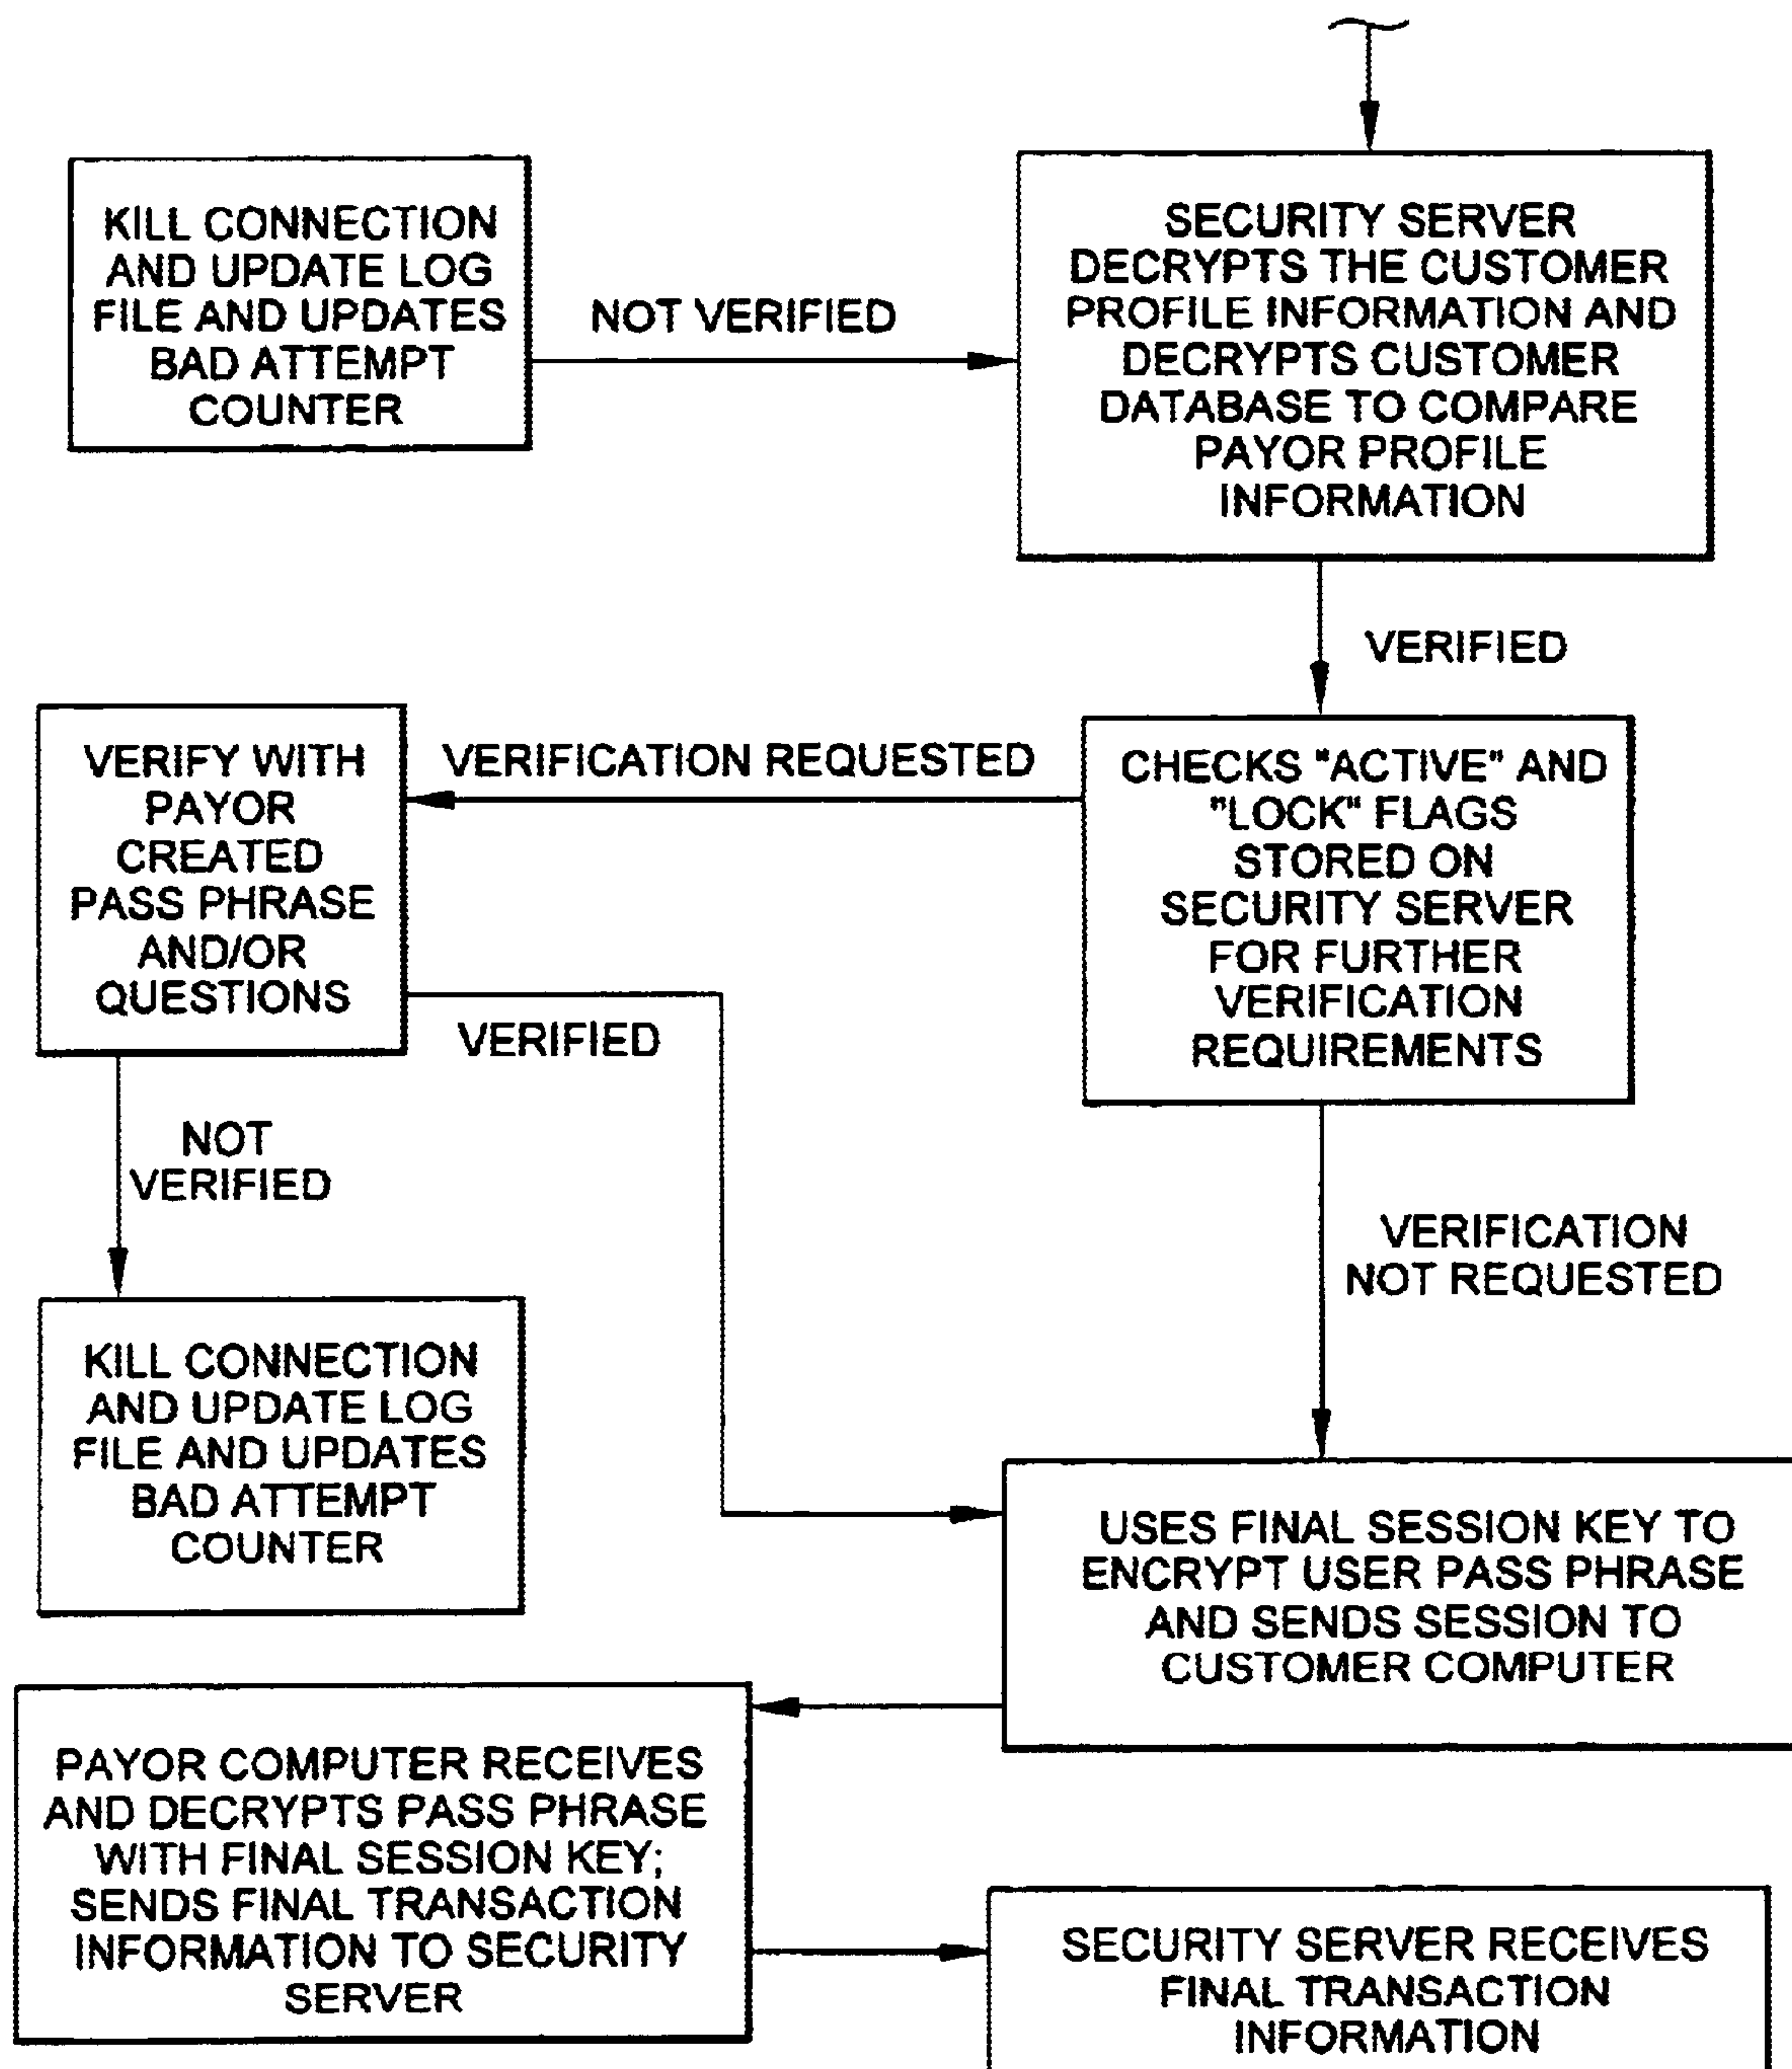 KILL CONNECTION
AND UPDATE LOG
FILE AND UPDATES
BAD ATTEMPT
COUNTER
NOT VERIFIED
SECURITY SERVER
DECRYPTS THE CUSTOMER
PROFILE INFORMATION AND
DECRYPTS CUSTOMER
DATABASE TO COMPARE
PAYOR PROFILE
INFORMATION
VERIFIED
VERIFY WITH
PAYOR
CREATED
PASS PHRASE
AND/OR
QUESTIONS
VERIFICATION REQUESTED
CHECKS "ACTIVE" AND
"LOCK" FLAGS
STORED ON
SECURITY SERVER
FOR FURTHER
VERIFICATION
REQUIREMENTS
VERIFIED
NOT
VERIFIED
VERIFICATION
NOT REQUESTED
KILL CONNECTION
AND UPDATE LOG
FILE AND UPDATES
BAD ATTEMPT
COUNTER
USES FINAL SESSION KEY TO
ENCRYPT USER PASS PHRASE
AND SENDS SESSION TO
CUSTOMER COMPUTER
PAYOR COMPUTER RECEIVES
AND DECRYPTS PASS PHRASE
WITH FINAL SESSION KEY;
SENDS FINAL TRANSACTION
INFORMATION TO SECURITY
SERVER
SECURITY SERVER RECEIVES
FINAL TRANSACTION
INFORMATION